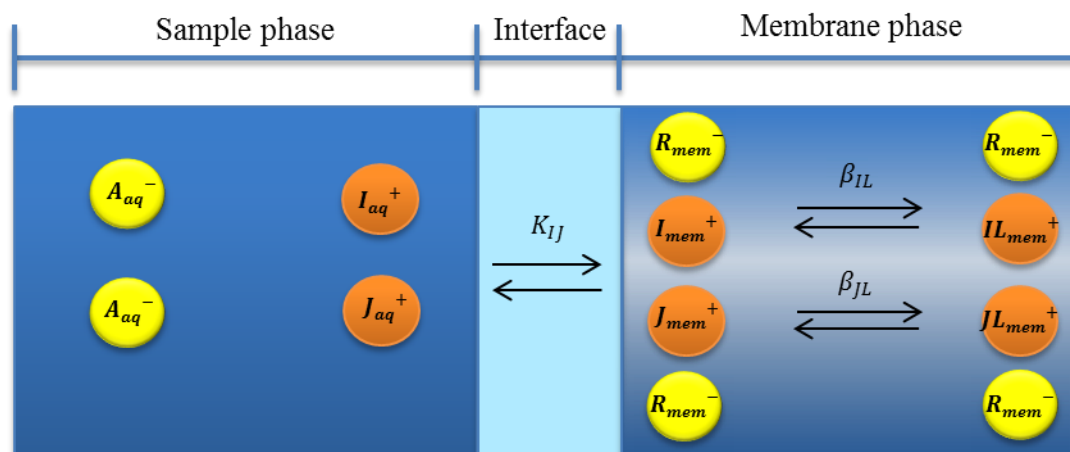 Sample phase Interface Membrane phase
R_mem^- R_mem^-
A_aq^- I_aq^+ β_IL
K_IJ I_mem^+ IL_mem^+
A_aq^- J_aq^+ β_JL
J_mem^+ JL_mem^+
R_mem^- R_mem^-